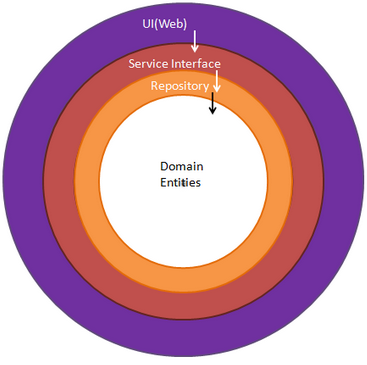 UI(Web)
Service Interface
Repository
Domain
Entities